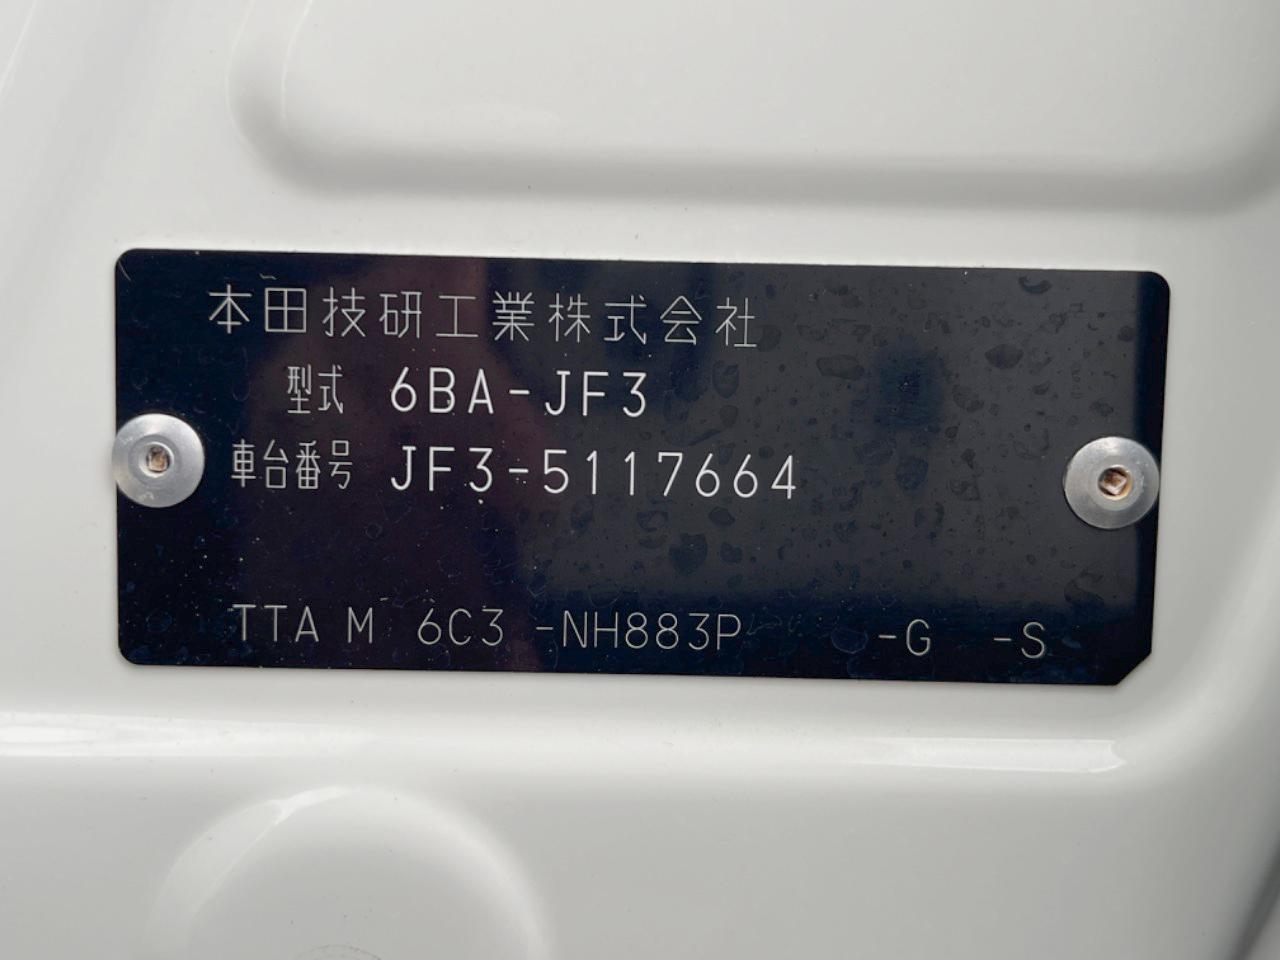 本田技研工業株式会社
型式 6BA-JF3
車台番号 JF3-5117664
TTA M 6C3 -NH883P -G -S